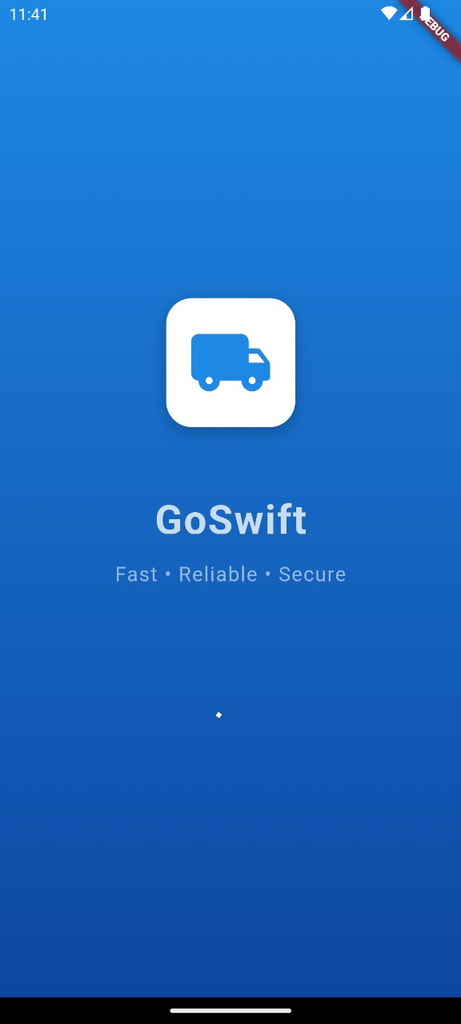 11:41
DEBUG
GoSwift
Fast • Reliable • Secure